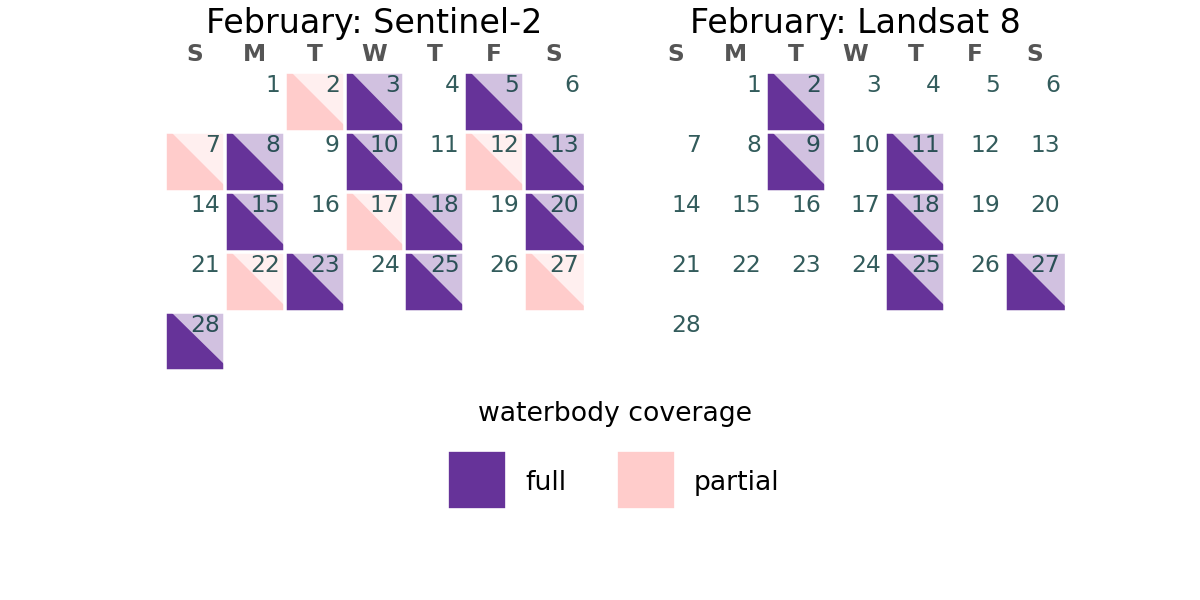 February: Sentinel-2
S M T W T F S
1 2 3 4 5 6
7 8 9 10 11 12 13
14 15 16 17 18 19 20
21 22 23 24 25 26 27
28
February: Landsat 8
S M T W T F S
1 2 3 4 5 6
7 8 9 10 11 12 13
14 15 16 17 18 19 20
21 22 23 24 25 26 27
28
waterbody coverage
full partial